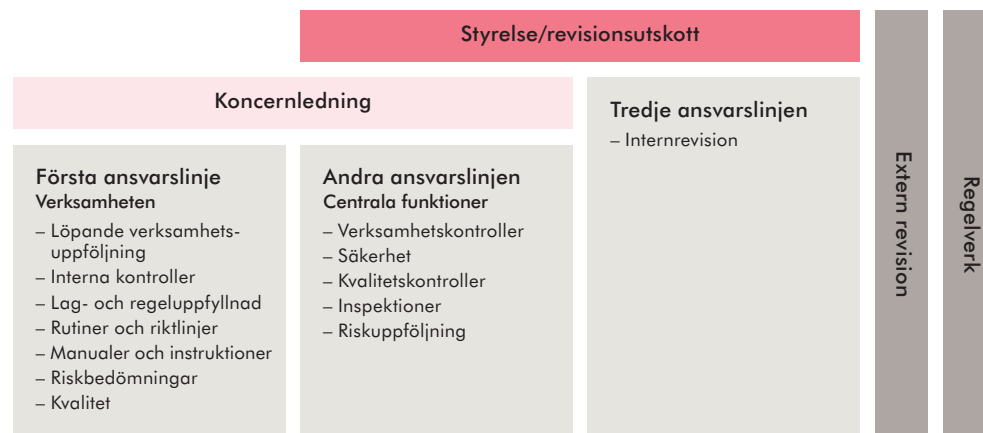 Styrelse/revisionsutskott
Koncernledning
Första ansvarslinje
Verksamheten
– Löpande verksamhets-
uppföljning
– Interna kontroller
– Lag- och regeluppfyllnad
– Rutiner och riktlinjer
– Manualer och instruktioner
– Riskbedömningar
– Kvalitet
Andra ansvarslinjen
Centrala funktioner
– Verksamhetskontroller
– Säkerhet
– Kvalitetskontroller
– Inspektioner
– Riskuppföljning
Tredje ansvarslinjen
– Internrevision
Extern revision
Regelverk